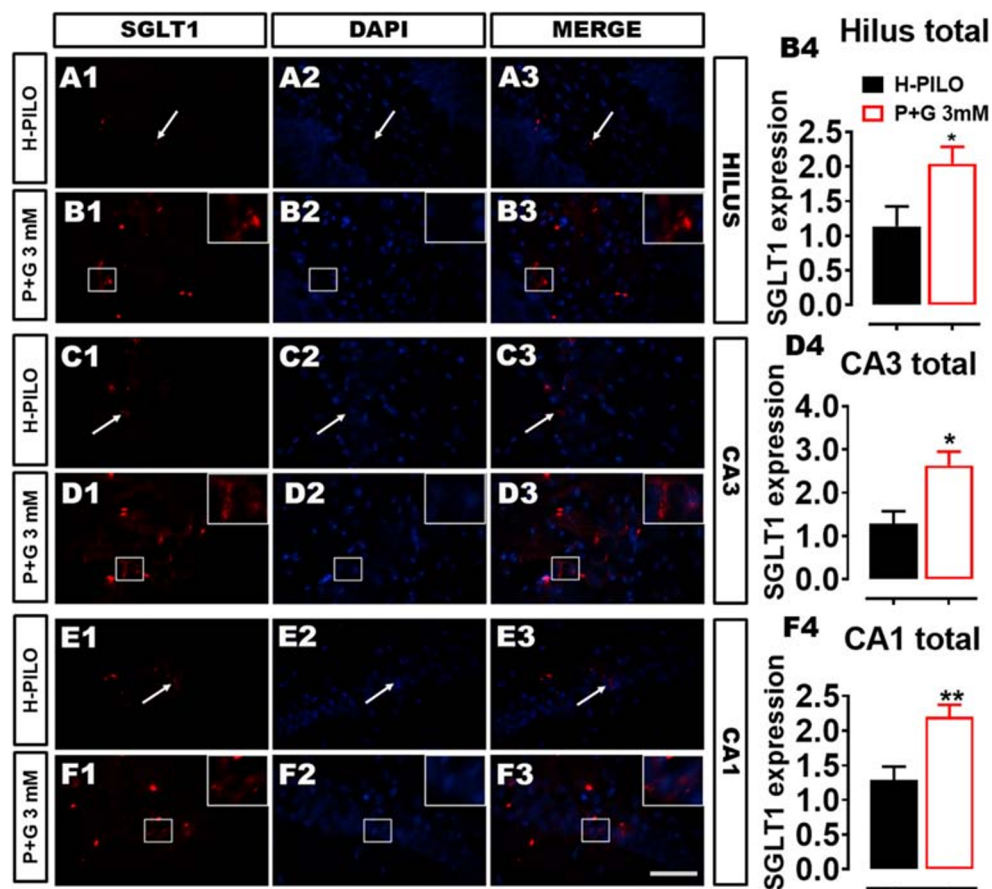 SGLT1 DAPI MERGE
H-PILO
A1 A2 A3
P+G 3 mM
B1 B2 B3
HILUS
H-PILO
C1 C2 C3
P+G 3 mM
D1 D2 D3
CA3
H-PILO
E1 E2 E3
P+G 3 mM
F1 F2 F3
CA1
B4 Hilus total
H-PILO
P+G 3mM
SGLT1 expression
2.5
2.0
1.5
1.0
0.5
0.0
*
D4 CA3 total
SGLT1 expression
4.0
3.0
2.0
1.0
0.0
*
F4 CA1 total
SGLT1 expression
2.5
2.0
1.5
1.0
0.5
0.0
**